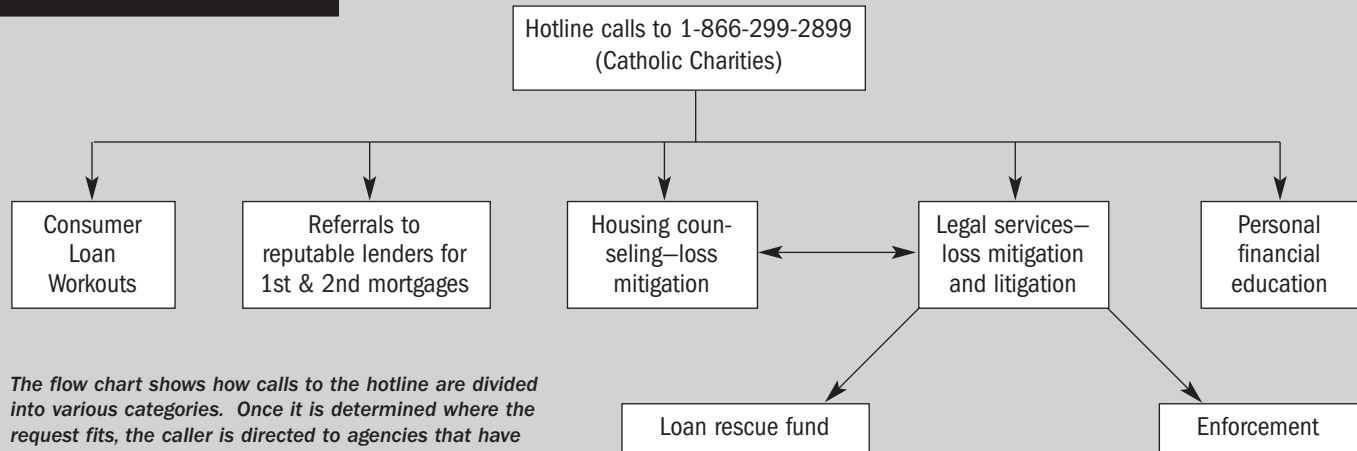 Hotline calls to 1-866-299-2899
(Catholic Charities)
Consumer
Loan
Workouts
Referrals to
reputable lenders for
1st & 2nd mortgages
Housing coun-
seling—loss
mitigation
Legal services—
loss mitigation
and litigation
Personal
financial
education
The flow chart shows how calls to the hotline are divided
into various categories.  Once it is determined where the
request fits, the caller is directed to agencies that have
Loan rescue fund
Enforcement